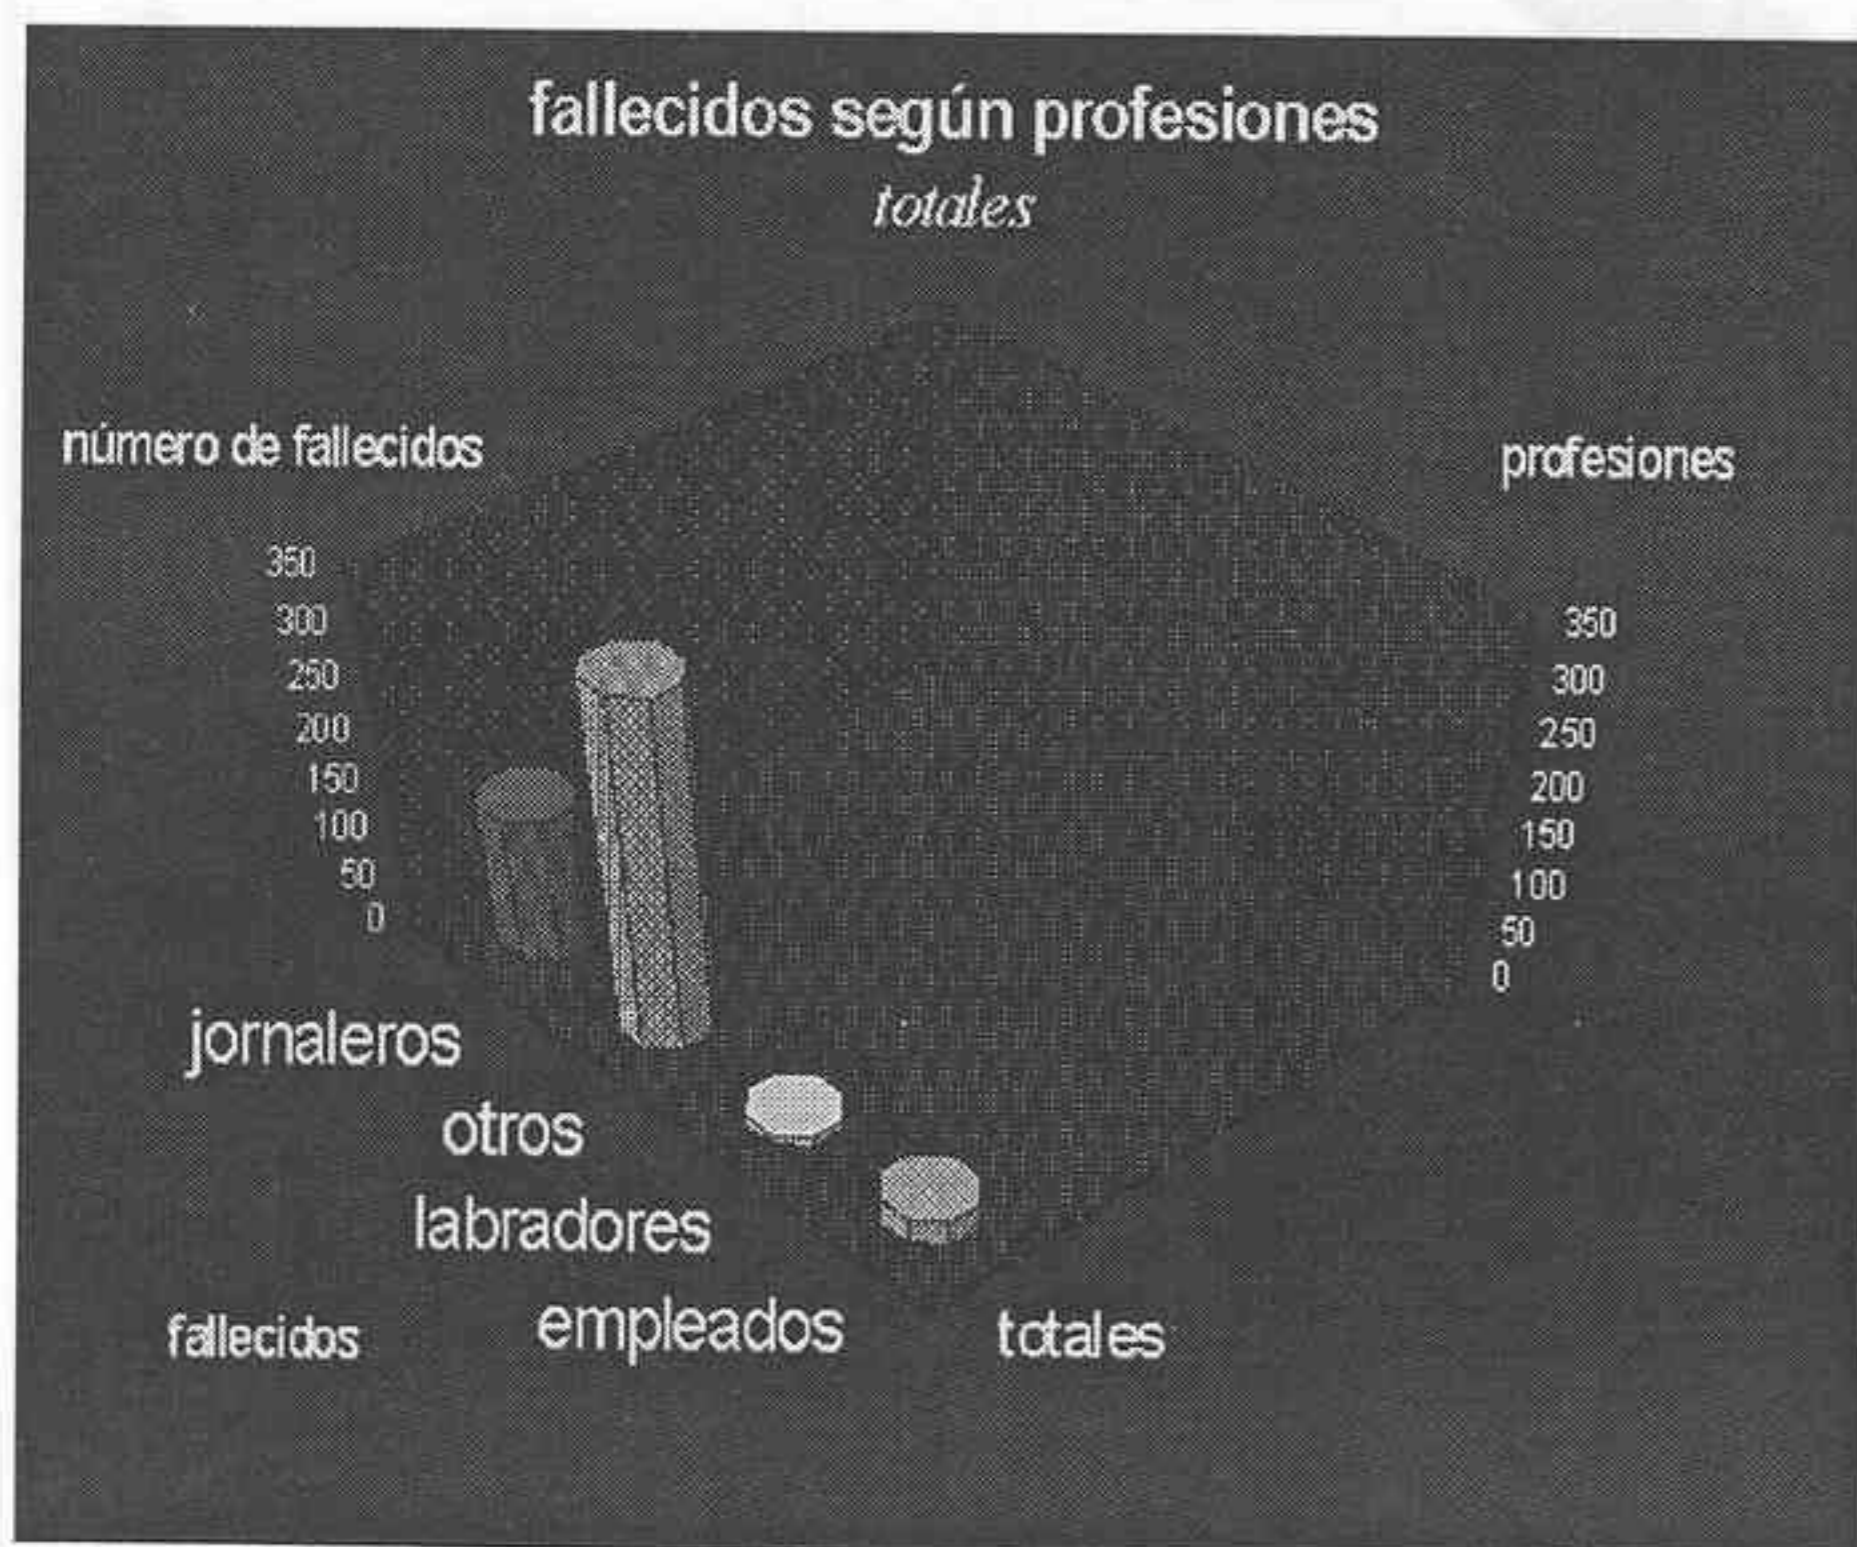 fallecidos según profesiones
totales
número de fallecidos
profesiones
350
300
250
200
150
100
50
0
350
300
250
200
150
100
50
0
jornaleros
otros
labradores
empleados
fallecidos
totales